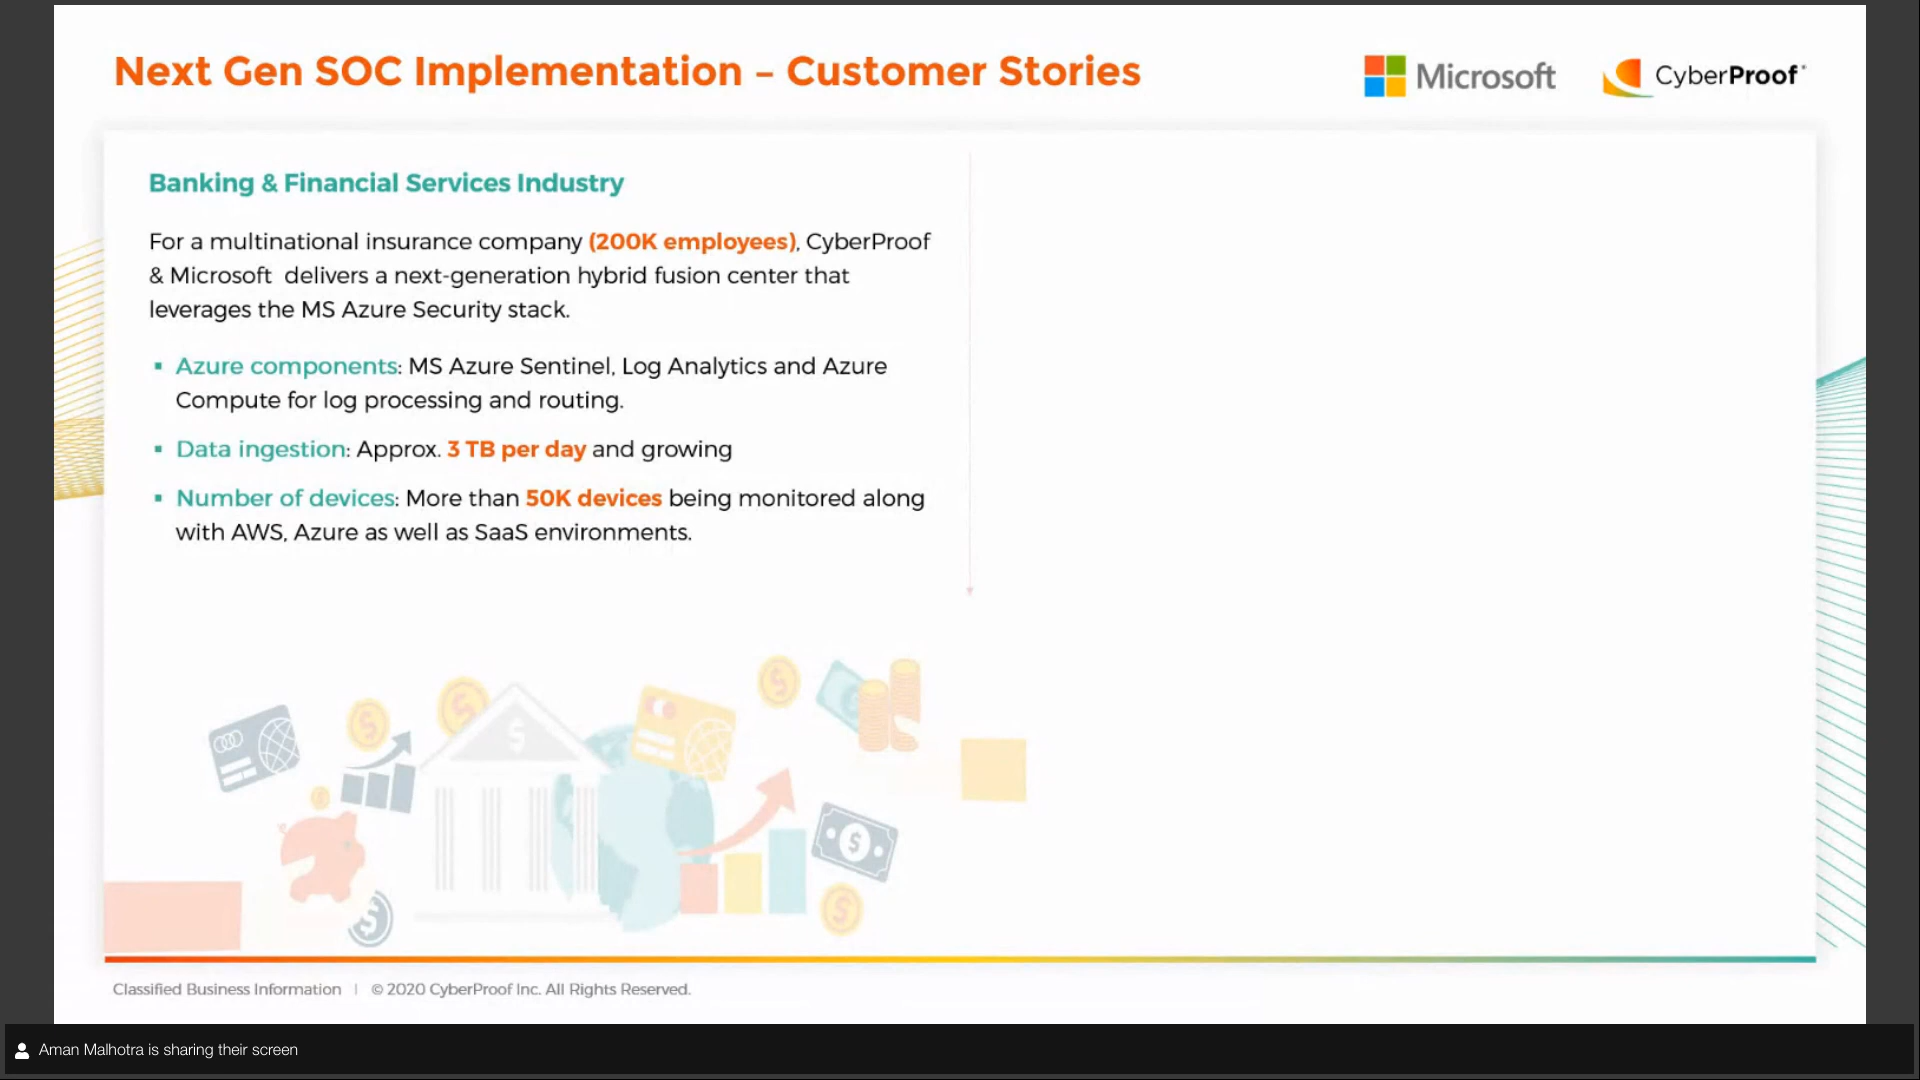 Next Gen SOC Implementation – Customer Stories
Microsoft
CyberProof
Banking & Financial Services Industry
For a multinational insurance company (200K employees), CyberProof
& Microsoft delivers a next-generation hybrid fusion center that
leverages the MS Azure Security stack.
▪ Azure components: MS Azure Sentinel, Log Analytics and Azure
Compute for log processing and routing.
▪ Data ingestion: Approx. 3 TB per day and growing
▪ Number of devices: More than 50K devices being monitored along
with AWS, Azure as well as SaaS environments.
Classified Business Information | © 2020 CyberProof Inc. All Rights Reserved.
Aman Malhotra is sharing their screen